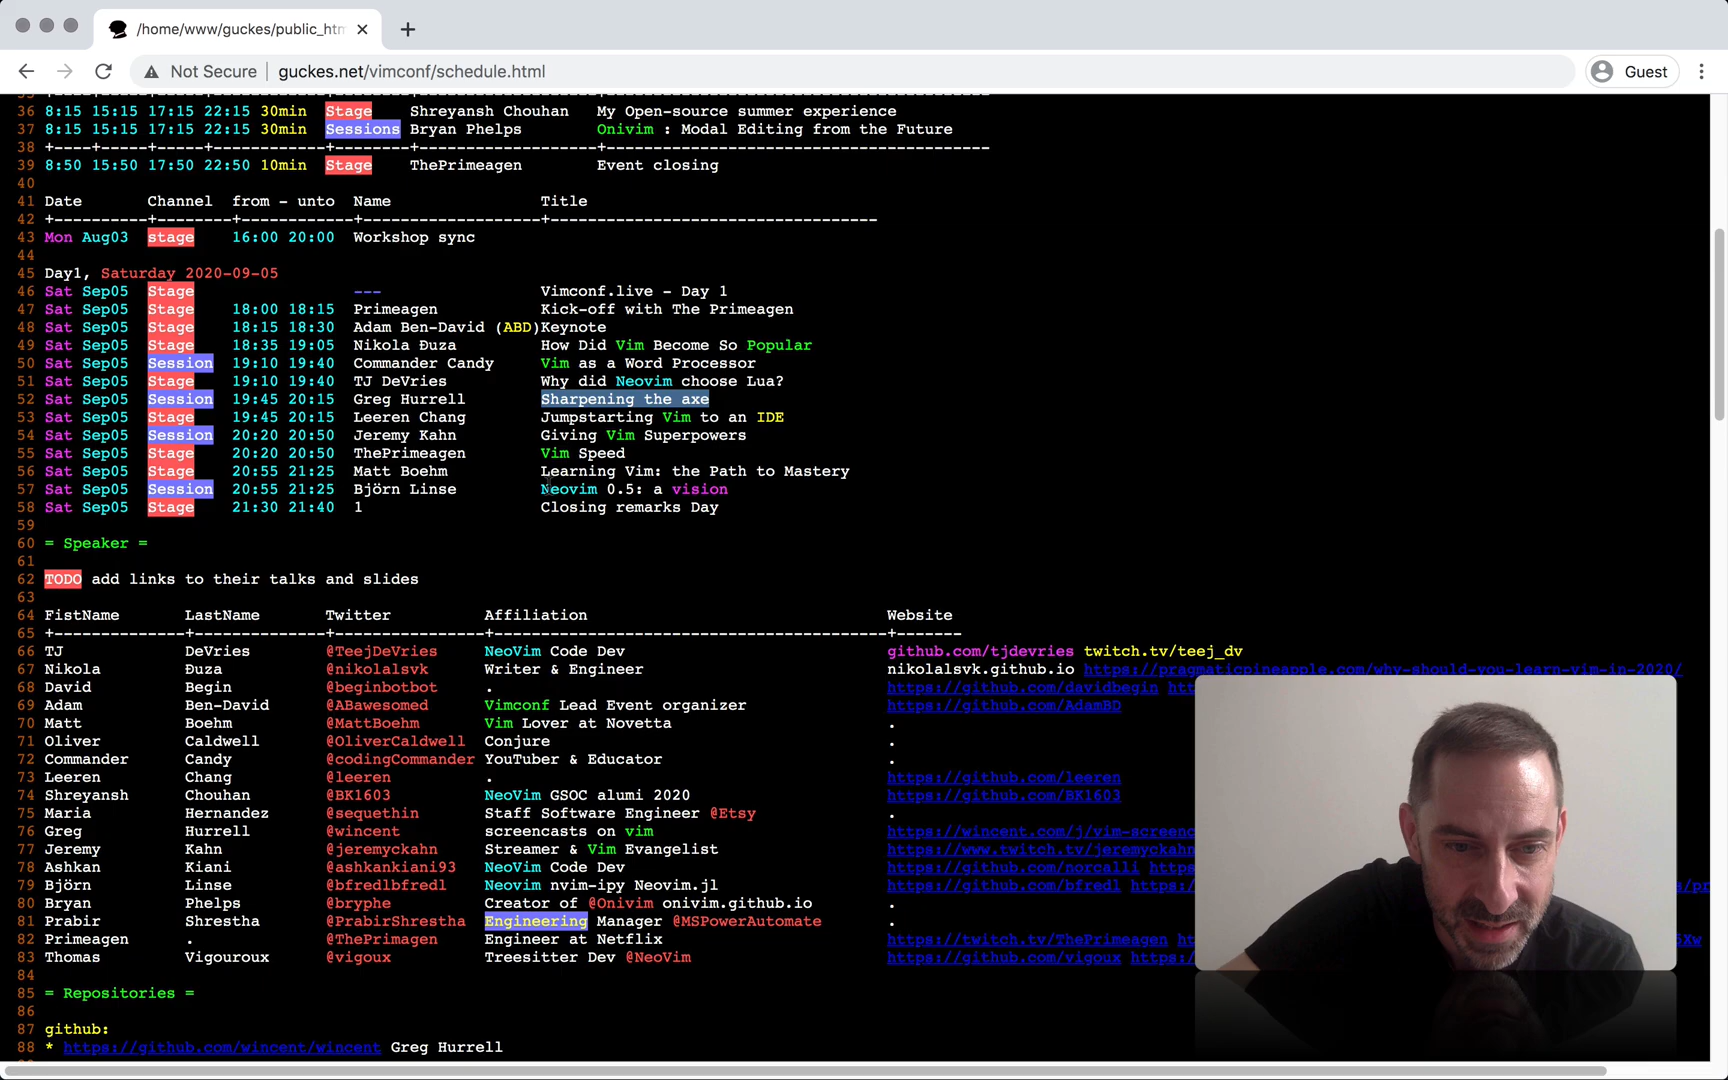 /home/www/guckes/public_htm
Not Secure guckes.net/vimconf/schedule.html Guest
36 8:15 15:15 17:15 22:15 30min Stage Shreyansh Chouhan My Open-source summer experience
37 8:15 15:15 17:15 22:15 30min Sessions Bryan Phelps Onivim : Modal Editing from the Future
38 +----+-----+-----+------------------+--------+-------------------+-----------------------------------------
39 8:50 15:50 17:50 22:50 10min Stage ThePrimeagen Event closing
40
41 Date Channel from - unto Name Title
42 +----------+--------+------------+-------------------+-----------------------------------
43 Mon Aug03 stage 16:00 20:00 Workshop sync
44
45 Day1, Saturday 2020-09-05
46 Sat Sep05 Stage --- Vimconf.live - Day 1
47 Sat Sep05 Stage 18:00 18:15 Primeagen Kick-off with The Primeagen
48 Sat Sep05 Stage 18:15 18:30 Adam Ben-David (ABD)Keynote
49 Sat Sep05 Stage 18:35 19:05 Nikola Đuza How Did Vim Become So Popular
50 Sat Sep05 Session 19:10 19:40 Commander Candy Vim as a Word Processor
51 Sat Sep05 Stage 19:10 19:40 TJ DeVries Why did Neovim choose Lua?
52 Sat Sep05 Session 19:45 20:15 Greg Hurrell Sharpening the axe
53 Sat Sep05 Stage 19:45 20:15 Leeren Chang Jumpstarting Vim to an IDE
54 Sat Sep05 Session 20:20 20:50 Jeremy Kahn Giving Vim Superpowers
55 Sat Sep05 Stage 20:20 20:50 ThePrimeagen Vim Speed
56 Sat Sep05 Stage 20:55 21:25 Matt Boehm Learning Vim: the Path to Mastery
57 Sat Sep05 Session 20:55 21:25 Björn Linse Neovim 0.5: a vision
58 Sat Sep05 Stage 21:30 21:40 1 Closing remarks Day
59
60 = Speaker =
61
62 TODO add links to their talks and slides
63
64 FistName LastName Twitter Affiliation Website
65 +--------------+--------------+----------------+------------------------------------------+-------
66 TJ DeVries @TeejDeVries NeoVim Code Dev github.com/tjdevries twitch.tv/teej_dv
67 Nikola Đuza @nikolalsvk Writer & Engineer nikolalsvk.github.io https://pragmaticpineapple.com/why-should-you-learn-vim-in-2020/
68 David Begin @beginbotbot . https://github.com/davidbegin
69 Adam Ben-David @ABawesomed Vimconf Lead Event organizer https://github.com/AdamBD
70 Matt Boehm @MattBoehm Vim Lover at Novetta .
71 Oliver Caldwell @OliverCaldwell Conjure .
72 Commander Candy @codingCommander YouTuber & Educator .
73 Leeren Chang @leeren . https://github.com/leeren
74 Shreyansh Chouhan @BK1603 NeoVim GSOC alumi 2020 https://github.com/BK1603
75 Maria Hernandez @sequethin Staff Software Engineer @Etsy .
76 Greg Hurrell @wincent screencasts on vim https://wincent.com/j/vim-screenc
77 Jeremy Kahn @jeremyckahn Streamer & Vim Evangelist https://www.twitch.tv/jeremyckahn
78 Ashkan Kiani @ashkankiani93 NeoVim Code Dev https://github.com/norcalli https
79 Björn Linse @bfredlbfredl Neovim nvim-ipy Neovim.jl https://github.com/bfredl https:
80 Bryan Phelps @bryphe Creator of @Onivim onivim.github.io .
81 Prabir Shrestha @PrabirShrestha Engineering Manager @MSPowerAutomate .
82 Primeagen . @ThePrimagen Engineer at Netflix https://twitch.tv/ThePrimeagen
83 Thomas Vigouroux @vigoux Treesitter Dev @NeoVim https://github.com/vigoux https:
84
85 = Repositories =
86
87 github:
88 * https://github.com/wincent/wincent Greg Hurrell